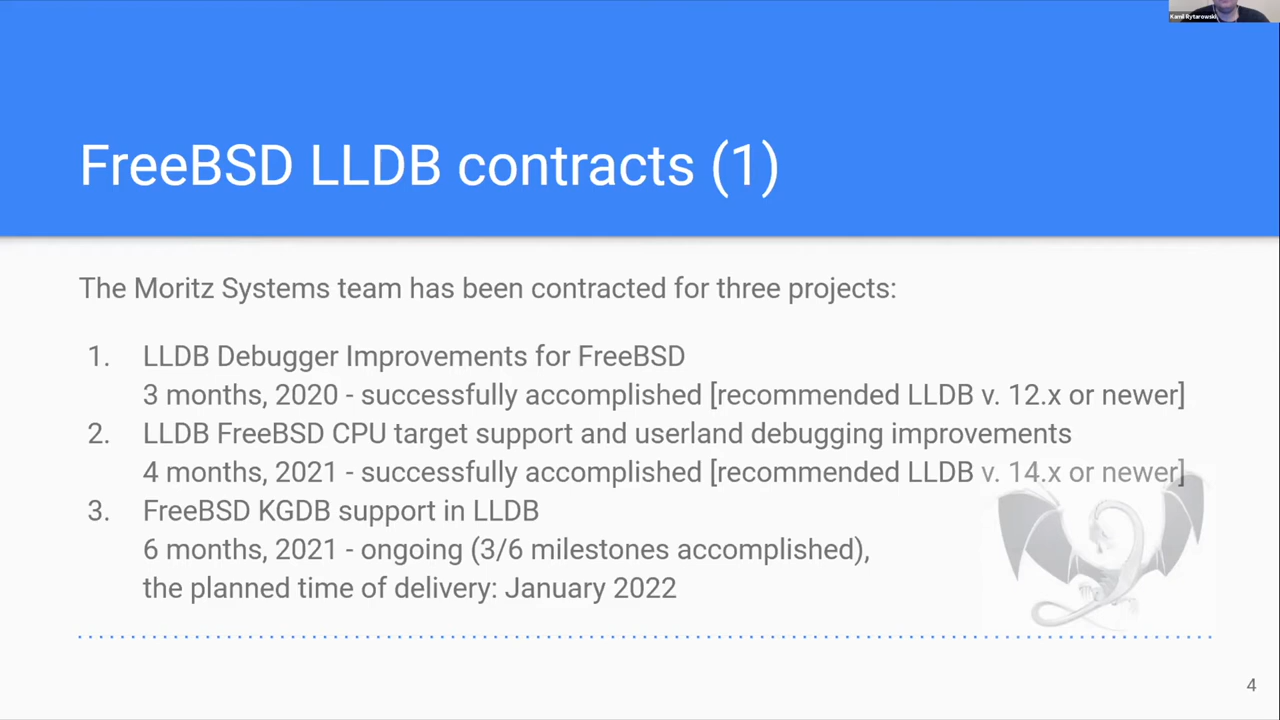 Kamil Rytarowski
FreeBSD LLDB contracts (1)
The Moritz Systems team has been contracted for three projects:
1. LLDB Debugger Improvements for FreeBSD
3 months, 2020 - successfully accomplished [recommended LLDB v. 12.x or newer]
2. LLDB FreeBSD CPU target support and userland debugging improvements
4 months, 2021 - successfully accomplished [recommended LLDB v. 14.x or newer]
3. FreeBSD KGDB support in LLDB
6 months, 2021 - ongoing (3/6 milestones accomplished),
the planned time of delivery: January 2022
4